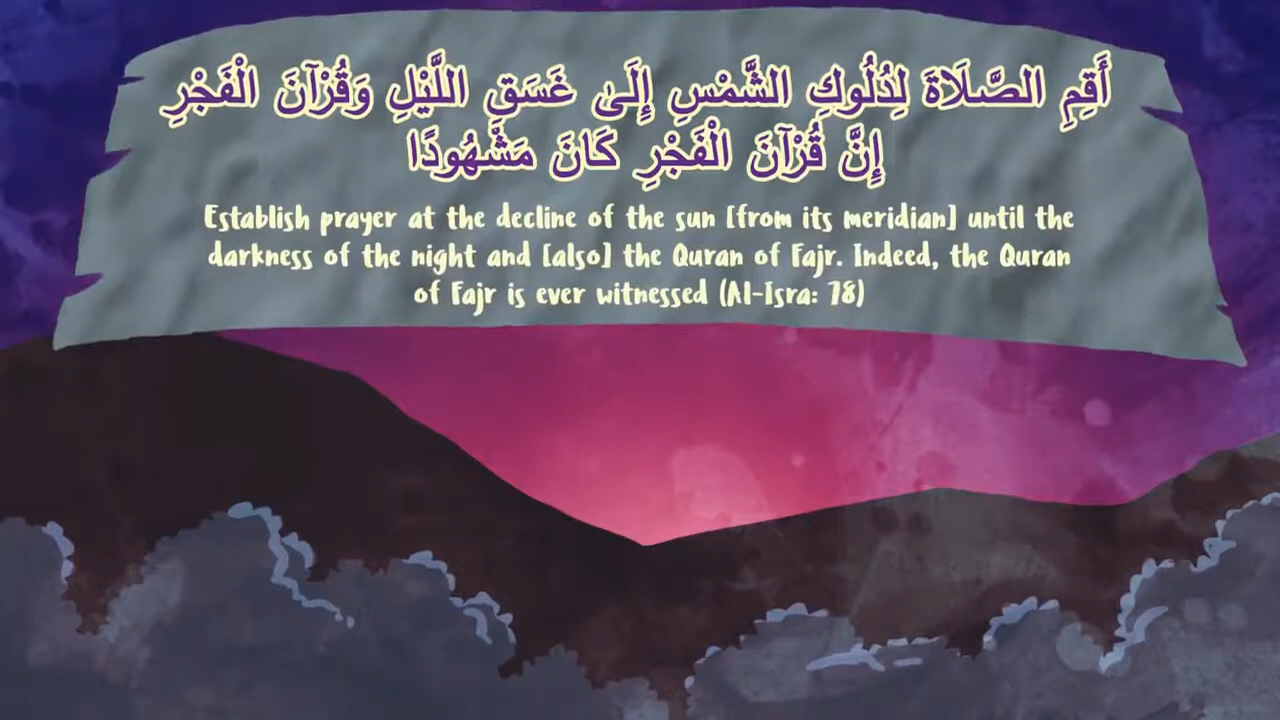 أَقِمِ الصَّلَاةَ لِدُلُوكِ الشَّمْسِ إِلَىٰ غَسَقِ اللَّيْلِ وَقُرْآنَ الْفَجْرِ
إِنَّ قُرْآنَ الْفَجْرِ كَانَ مَشْهُودًا
Establish prayer at the decline of the sun [from its meridian] until the
darkness of the night and [also] the Quran of Fajr. Indeed, the Quran
of Fajr is ever witnessed (Al-Isra: 78)